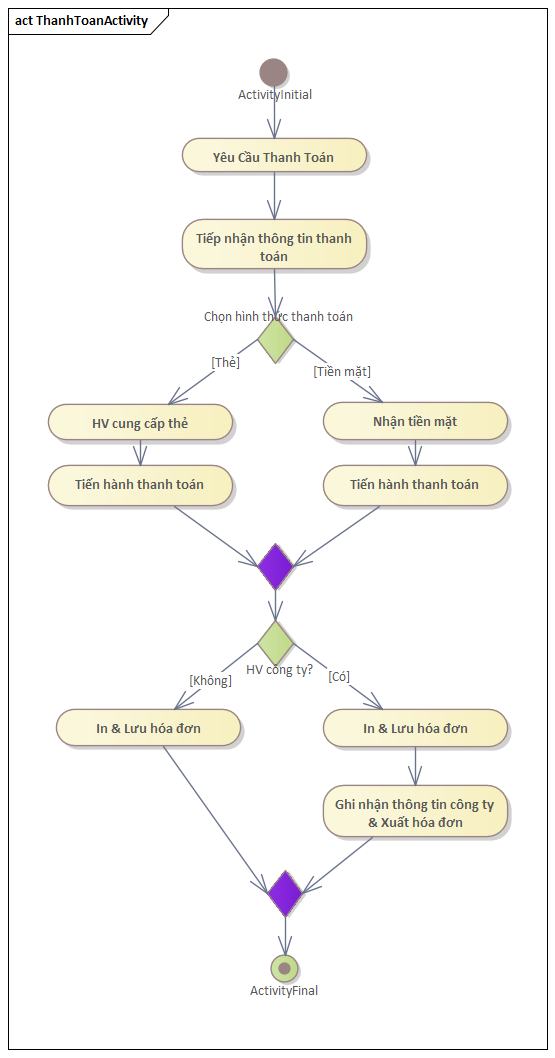 act ThanhToanActivity
ActivityInitial
Yêu Cầu Thanh Toán
Tiếp nhận thông tin thanh
toán
Chọn hình thức thanh toán
[Thẻ]
[Tiền mặt]
HV cung cấp thẻ
Nhận tiền mặt
Tiến hành thanh toán
Tiến hành thanh toán
HV công ty?
[Không]
[Có]
In & Lưu hóa đơn
In & Lưu hóa đơn
Ghi nhận thông tin công ty
& Xuất hóa đơn
ActivityFinal